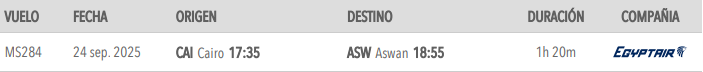 VUELO FECHA ORIGEN DESTINO DURACIÓN COMPAÑIA
MS284 24 sep. 2025 CAI Cairo 17:35 ASW Aswan 18:55 1h 20m EGYPTAIR